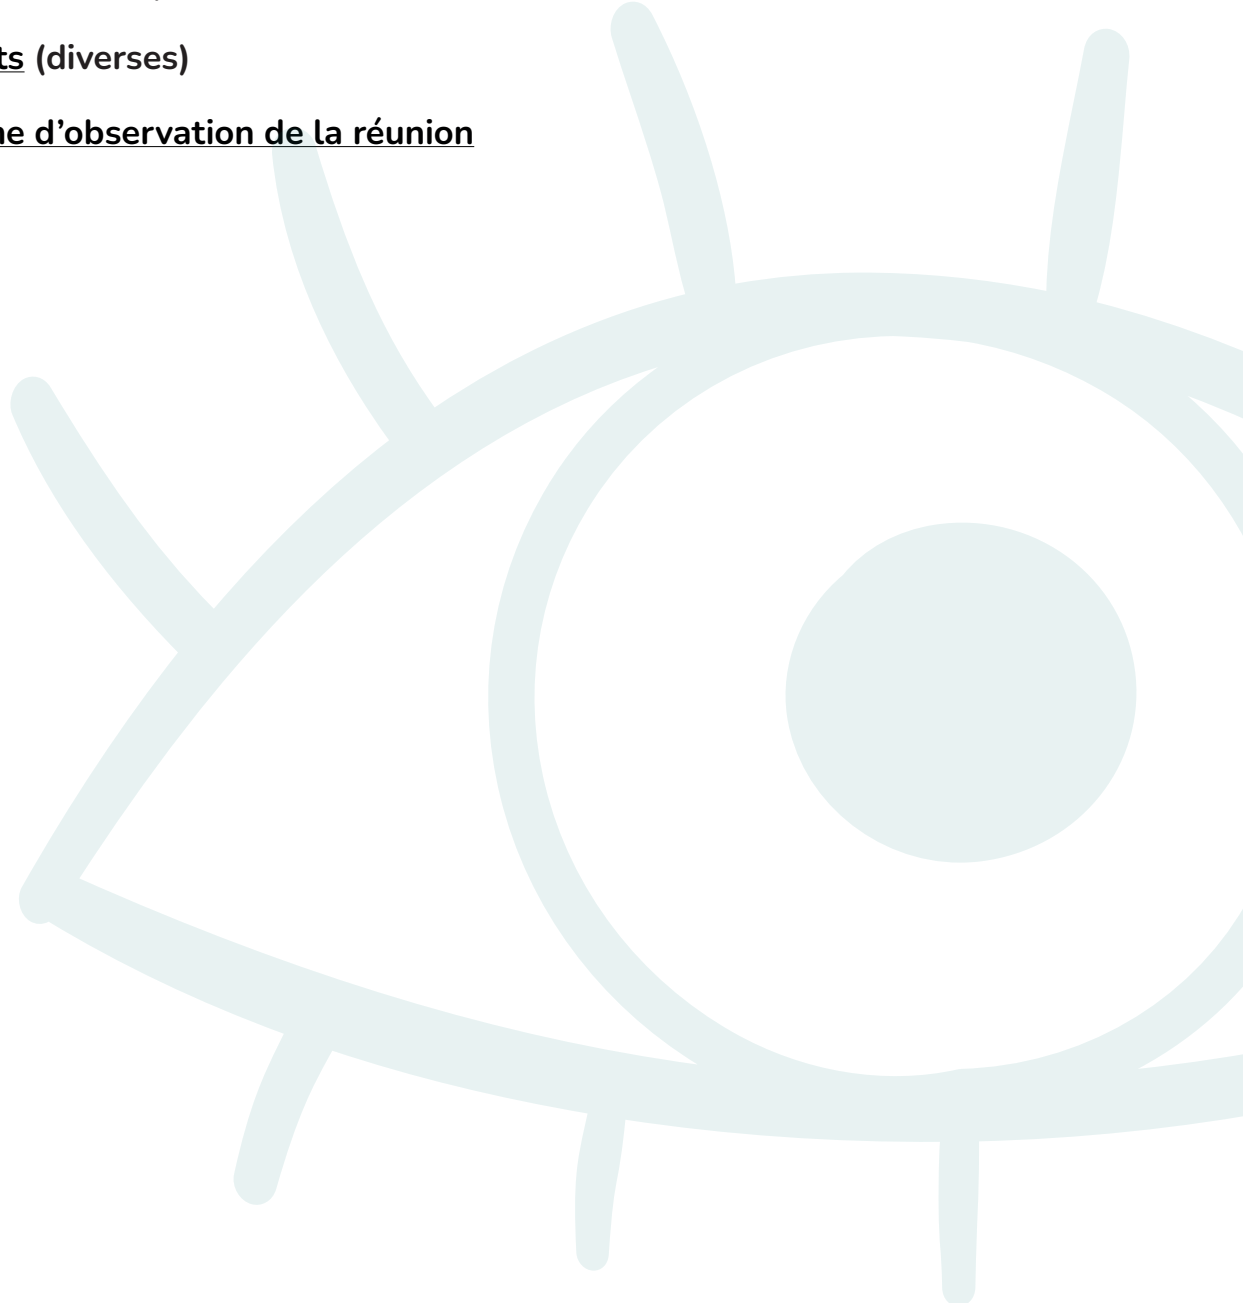 ts (diverses)
ne d’observation de la réunion